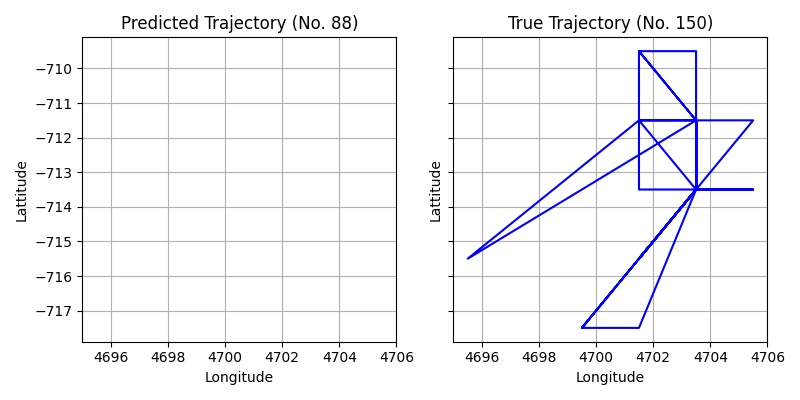 Predicted Trajectory (No. 88)
True Trajectory (No. 150)
Lattitude
−710
−711
−712
−713
−714
−715
−716
−717
4696 4698 4700 4702 4704 4706
Longitude
Lattitude
4696 4698 4700 4702 4704 4706
Longitude